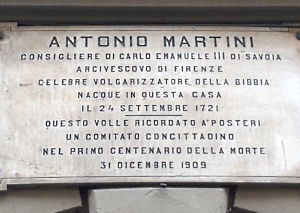 ANTONIO MARTINI
CONSIGLIERE DI CARLO EMANUELE III DI SAVOIA
ARCIVESCOVO DI FIRENZE
CELEBRE VOLGARIZZATORE DELLA BIBBIA
NACQUE IN QUESTA CASA
IL 24 SETTEMBRE 1721
QUESTO VOLLE RICORDATO A'POSTERI
UN COMITATO CONCITTADINO
NEL PRIMO CENTENARIO DELLA MORTE
31 DICEMBRE 1909